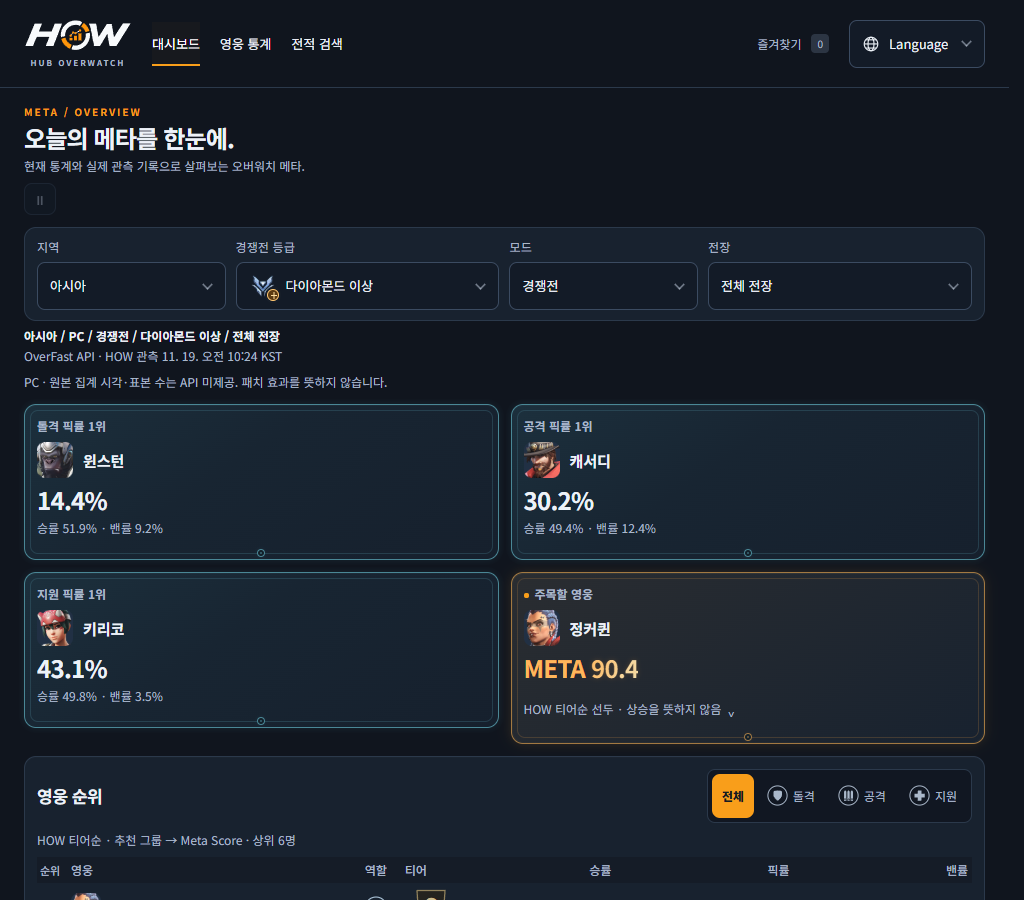 HOW
HUB OVERWATCH
대시보드 영웅 통계 전적 검색
즐겨찾기 0
Language
META / OVERVIEW
오늘의 메타를 한눈에.
현재 통계와 실제 관측 기록으로 살펴보는 오버워치 메타.
지역 경쟁전 등급 모드 전장
아시아 다이아몬드 이상 경쟁전 전체 전장
아시아 / PC / 경쟁전 / 다이아몬드 이상 / 전체 전장
OverFast API · HOW 관측 11. 19. 오전 10:24 KST
PC · 원본 집계 시각·표본 수는 API 미제공. 패치 효과를 뜻하지 않습니다.
돌격 픽률 1위
윈스턴
14.4%
승률 51.9% · 밴률 9.2%
공격 픽률 1위
캐서디
30.2%
승률 49.4% · 밴률 12.4%
지원 픽률 1위
키리코
43.1%
승률 49.8% · 밴률 3.5%
주목할 영웅
정커퀸
META 90.4
HOW 티어순 선두 · 상승을 뜻하지 않음
영웅 순위
전체 돌격 공격 지원
HOW 티어순 · 추천 그룹 → Meta Score · 상위 6명
순위 영웅 역할 티어 승률 픽률 밴률